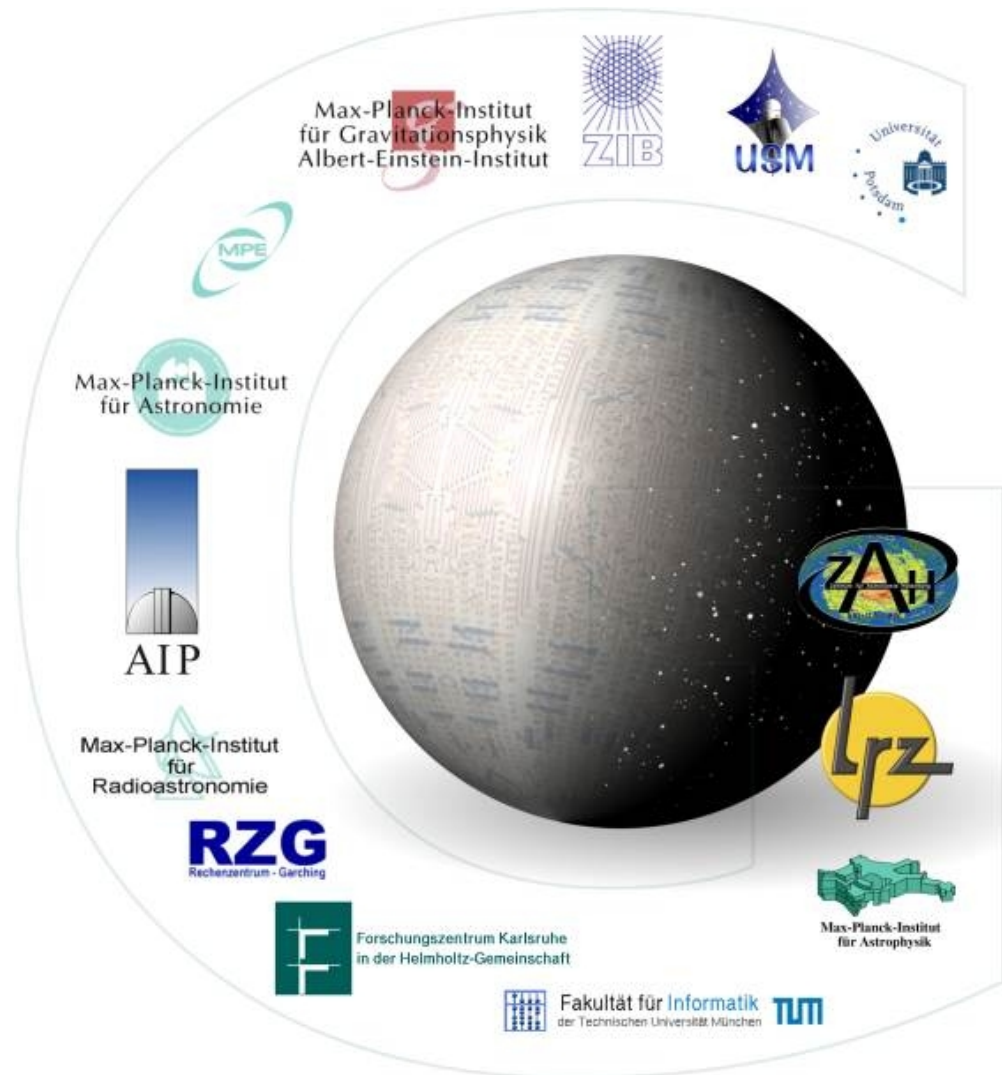 Max-Planck-Institut
für Gravitationsphysik
Albert-Einstein-Institut
ZIB
USM
Universität
Potsdam
MPE
Max-Planck-Institut
für Astronomie
AIP
ZAH
Max-Planck-Institut
für
Radioastronomie
lrz
RZG
Rechenzentrum - Garching
Max-Planck-Institut
für Astrophysik
Forschungszentrum Karlsruhe
in der Helmholtz-Gemeinschaft
Fakultät für Informatik
der Technischen Universität München
TUM